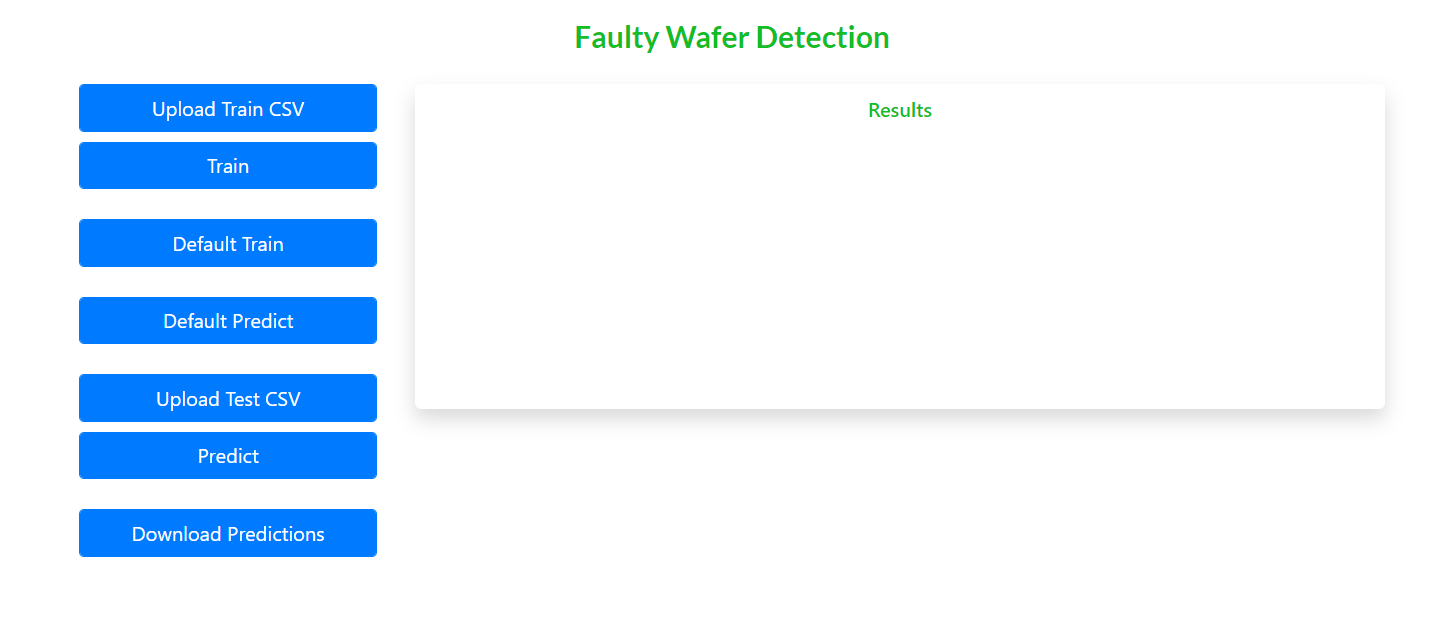 Faulty Wafer Detection
Upload Train CSV
Train
Default Train
Default Predict
Upload Test CSV
Predict
Download Predictions
Results